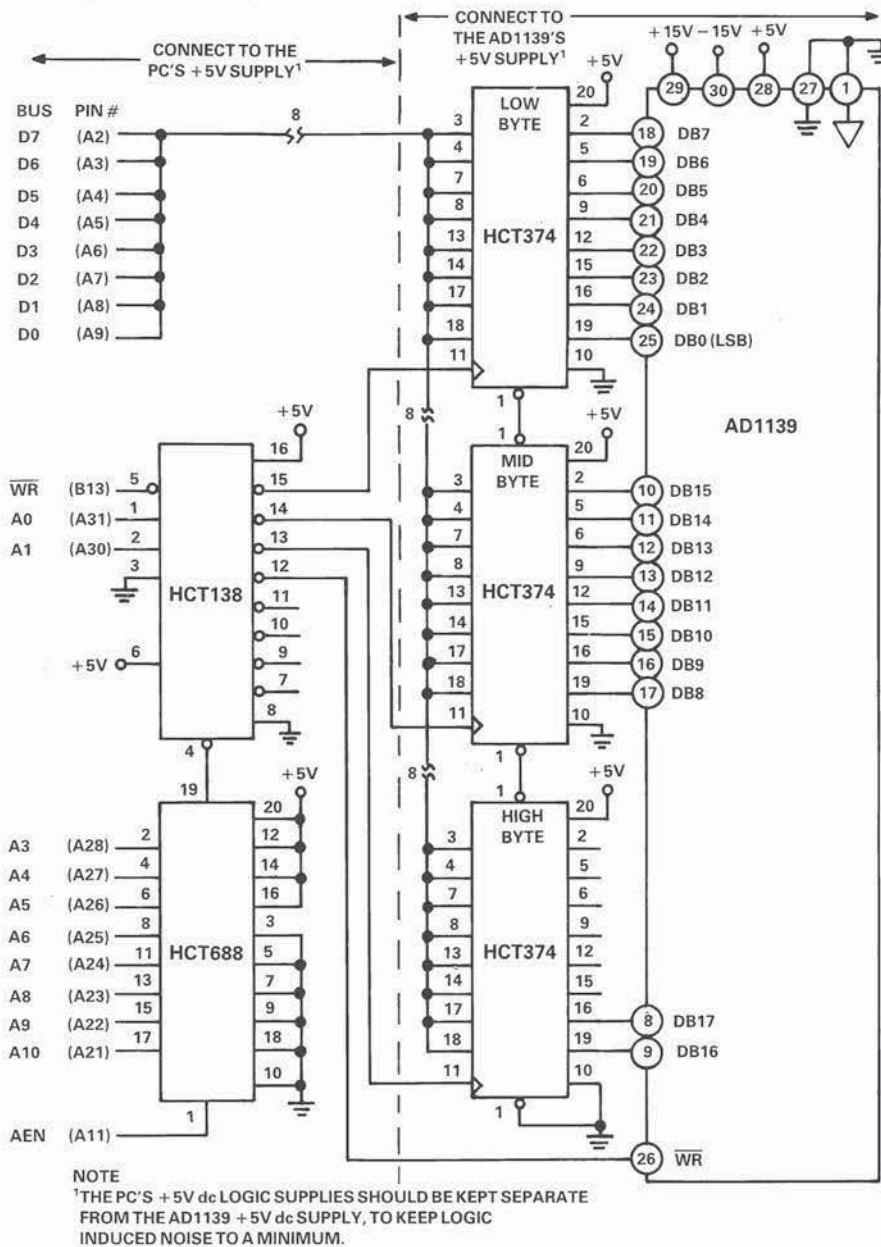 CONNECT TO
THE AD1139'S
+5V SUPPLY¹
CONNECT TO THE
PC'S +5V SUPPLY¹
+15V −15V +5V
29 30 28 27 1
BUS PIN #
D7 (A2)
D6 (A3)
D5 (A4)
D4 (A5)
D3 (A6)
D2 (A7)
D1 (A8)
D0 (A9)
8
+5V
LOW
BYTE
20
3 2 18 DB7
4 5 19 DB6
7 6 20 DB5
8 9 21 DB4
HCT374
13 12 22 DB3
14 15 23 DB2
17 16 24 DB1
18 19 25 DB0 (LSB)
11 10
1
8
1
AD1139
+5V
MID
BYTE
20
3 2 10 DB15
4 5 11 DB14
7 6 12 DB13
8 9 13 DB12
HCT374
13 12 14 DB11
14 15 15 DB10
17 16 16 DB9
18 19 17 DB8
11 10
1
8
1
+5V
HIGH
BYTE
20
3 2
4 5
7 6
8 9
HCT374
13 12
14 15
17 16 8 DB17
18 19 9 DB16
11 10
1
26 WR
+5V
16
WR (B13) 5 15
A0 (A31) 1 14
A1 (A30) 2 13
3 12
HCT138
11
10
+5V 6 9
7
8
4
19
+5V
20
A3 (A28) 2 12
A4 (A27) 4 14
A5 (A26) 6 16
A6 (A25) 8 3
HCT688
A7 (A24) 11 5
A8 (A23) 13 7
A9 (A22) 15 9
A10 (A21) 17 18
10
1
AEN (A11)
NOTE
¹THE PC'S +5V dc LOGIC SUPPLIES SHOULD BE KEPT SEPARATE
FROM THE AD1139 +5V dc SUPPLY, TO KEEP LOGIC
INDUCED NOISE TO A MINIMUM.